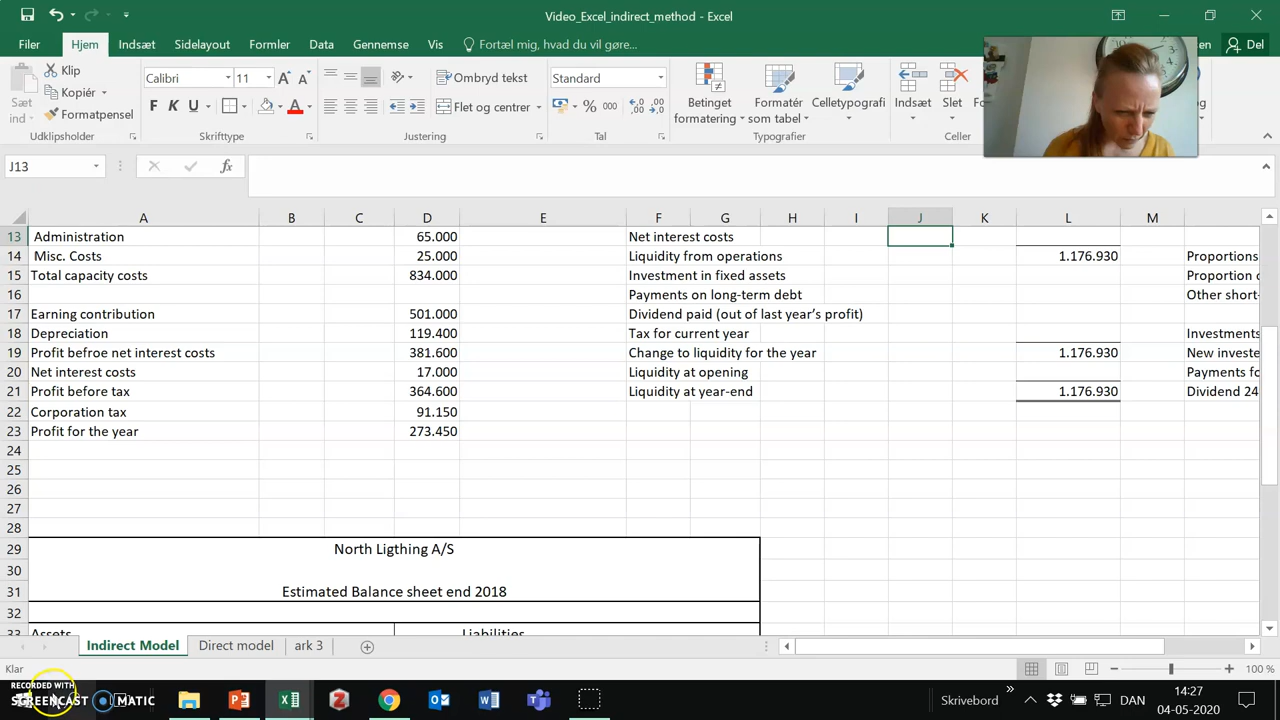 Video_Excel_indirect_method - Excel
Filer Hjem Indsæt Sidelayout Formler Data Gennemse Vis Fortæl mig, hvad du vil gøre... en Del
Sæt ind
Klip
Kopiér
Formatpensel
Udklipsholder
Calibri 11
F K U A
Skrifttype
Ombryd tekst
Flet og centrer
Justering
Standard
% 000
Tal
Betinget formatering
Formatér som tabel
Celletypografi
Typografier
Indsæt Slet
Celler
J13 fx
A B C D E F G H I J K L M
13 Administration 65.000 Net interest costs
14 Misc. Costs 25.000 Liquidity from operations 1.176.930 Proportions
15 Total capacity costs 834.000 Investment in fixed assets Proportion
16 Payments on long-term debt Other short-
17 Earning contribution 501.000 Dividend paid (out of last year's profit)
18 Depreciation 119.400 Tax for current year Investments
19 Profit befroe net interest costs 381.600 Change to liquidity for the year 1.176.930 New investe
20 Net interest costs 17.000 Liquidity at opening Payments fo
21 Profit before tax 364.600 Liquidity at year-end 1.176.930 Dividend 24
22 Corporation tax 91.150
23 Profit for the year 273.450
24
25
26
27
28
29 North Ligthing A/S
30
31 Estimated Balance sheet end 2018
32
33 Assets Liabilities
Indirect Model Direct model ark 3
Klar 100 %
RECORDED WITH
SCREENCAST MATIC
Skrivebord DAN 14:27
04-05-2020